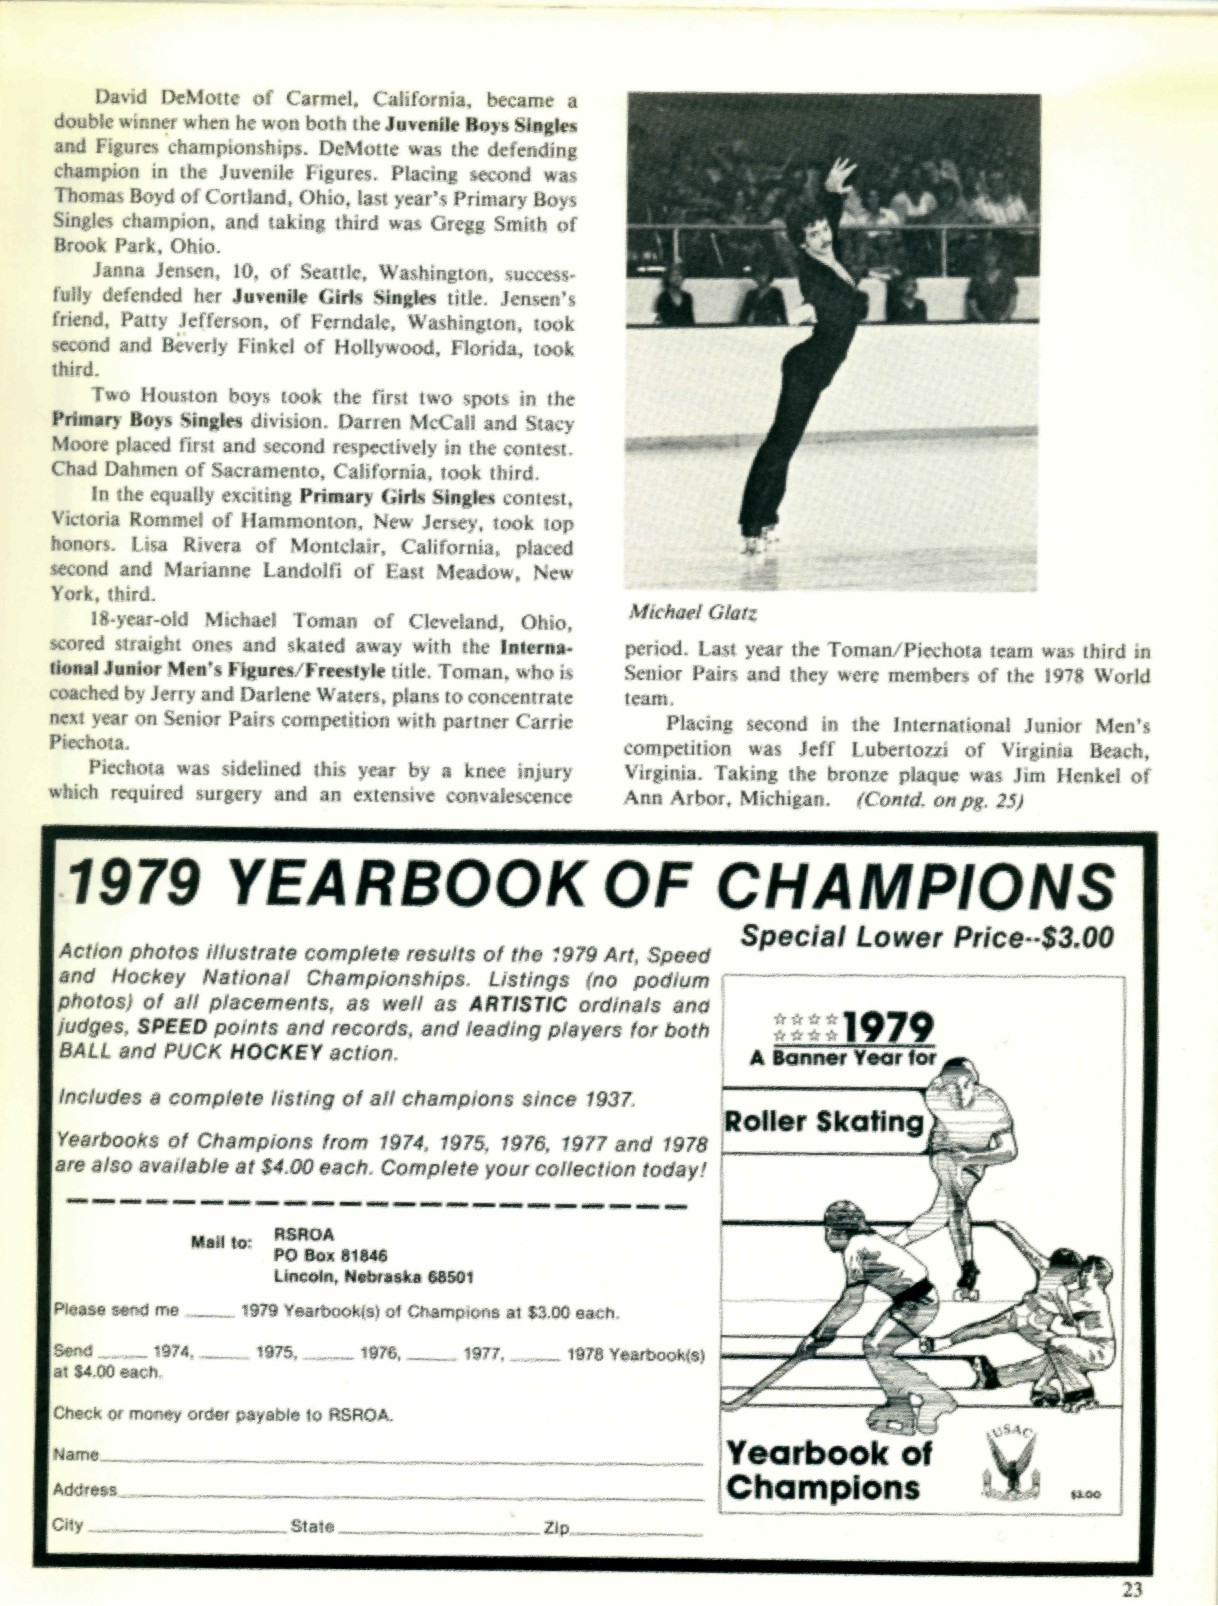 David DeMotte of Carmel, California, became a
double winner when he won both the Juvenile Boys Singles
and Figures championships. DeMotte was the defending
champion in the Juvenile Figures. Placing second was
Thomas Boyd of Cortland, Ohio, last year's Primary Boys
Singles champion, and taking third was Gregg Smith of
Brook Park, Ohio.
Janna Jensen, 10, of Seattle, Washington, success-
fully defended her Juvenile Girls Singles title. Jensen's
friend, Patty Jefferson, of Ferndale, Washington, took
second and Beverly Finkel of Hollywood, Florida, took
third.
Two Houston boys took the first two spots in the
Primary Boys Singles division. Darren McCall and Stacy
Moore placed first and second respectively in the contest.
Chad Dahmen of Sacramento, California, took third.
In the equally exciting Primary Girls Singles contest,
Victoria Rommel of Hammonton, New Jersey, took top
honors. Lisa Rivera of Montclair, California, placed
second and Marianne Landolfi of East Meadow, New
York, third.
18-year-old Michael Toman of Cleveland, Ohio,
scored straight ones and skated away with the Interna-
tional Junior Men's Figures/Freestyle title. Toman, who is
coached by Jerry and Darlene Waters, plans to concentrate
next year on Senior Pairs competition with partner Carrie
Piechota.
Piechota was sidelined this year by a knee injury
which required surgery and an extensive convalescence
Michael Glatz
period. Last year the Toman/Piechota team was third in
Senior Pairs and they were members of the 1978 World
team.
Placing second in the International Junior Men's
competition was Jeff Lubertozzi of Virginia Beach,
Virginia. Taking the bronze plaque was Jim Henkel of
Ann Arbor, Michigan. (Contd. on pg. 25)
1979 YEARBOOK OF CHAMPIONS
Special Lower Price--$3.00
Action photos illustrate complete results of the 1979 Art, Speed
and Hockey National Championships. Listings (no podium
photos) of all placements, as well as ARTISTIC ordinals and
judges, SPEED points and records, and leading players for both
BALL and PUCK HOCKEY action.
Includes a complete listing of all champions since 1937.
Yearbooks of Champions from 1974, 1975, 1976, 1977 and 1978
are also available at $4.00 each. Complete your collection today!
Mail to: RSROA
PO Box 81846
Lincoln, Nebraska 68501
Please send me _____ 1979 Yearbook(s) of Champions at $3.00 each.
Send _____ 1974, _____ 1975, _____ 1976, _____ 1977, _____ 1978 Yearbook(s)
at $4.00 each.
Check or money order payable to RSROA.
Name
Address
City State Zip
1979
A Banner Year for
Roller Skating
Yearbook of
Champions
USAC
$3.00
23